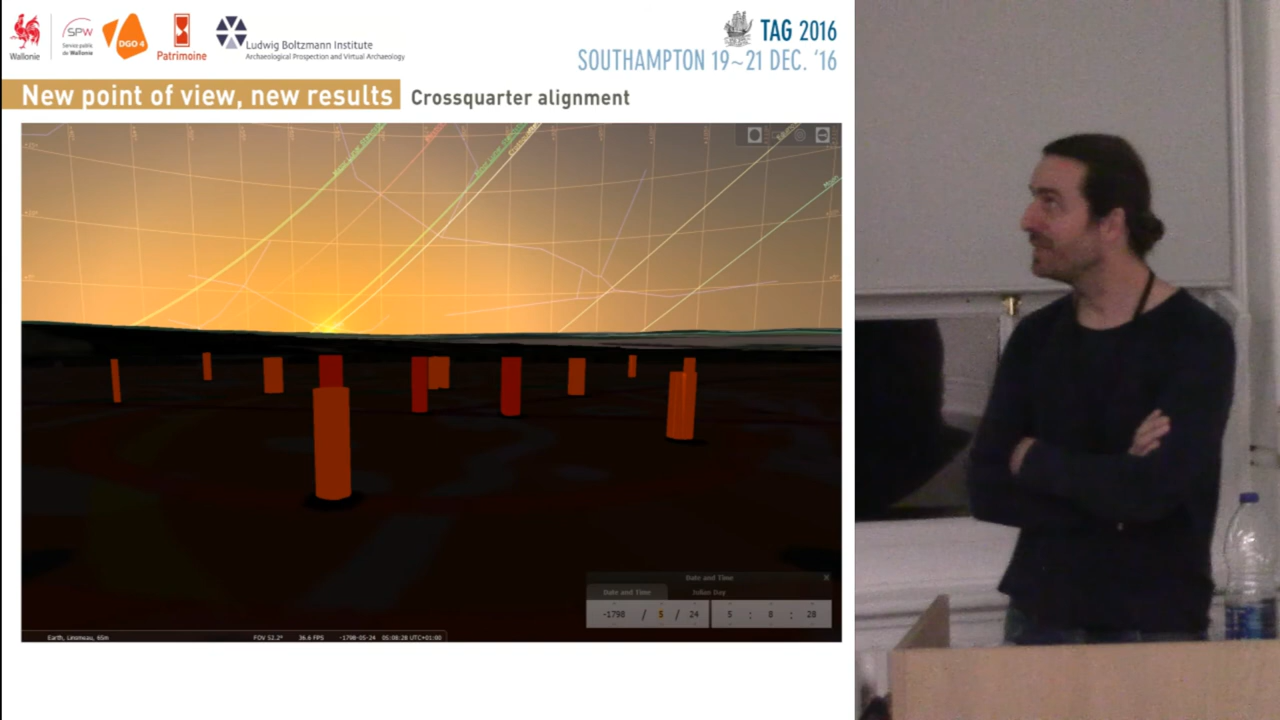 Wallonie
SPW
Service public
de Wallonie
DGO 4
Patrimoine
Ludwig Boltzmann Institute
Archaeological Prospection and Virtual Archaeology
TAG 2016
SOUTHAMPTON 19~21 DEC. '16
New point of view, new results
Crossquarter alignment
Date and Time
Date and Time
Julian Day
-1798 / 5 / 24 5 : 8 : 28
FOV 52.2°
36.6 FPS
-1798-05-24 05:08:28 UTC+01:00